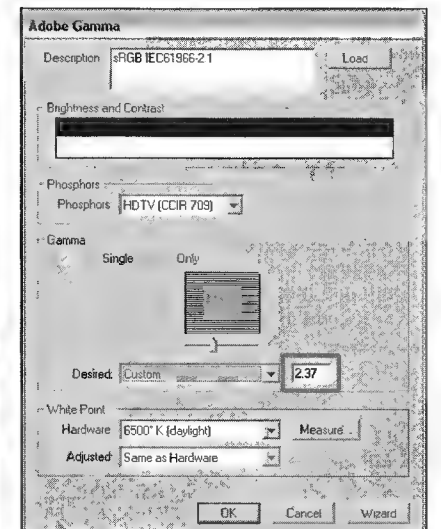 Adobe Gamma
Description sRGB IEC61966-2.1 Load
Brightness and Contrast
Phosphors
Phosphors HDTV (CCIR 709)
Gamma
Single Only
Desired: Custom 2.37
White Point
Hardware 6500° K (daylight) Measure..
Adjusted: Same as Hardware
OK Cancel Wizard